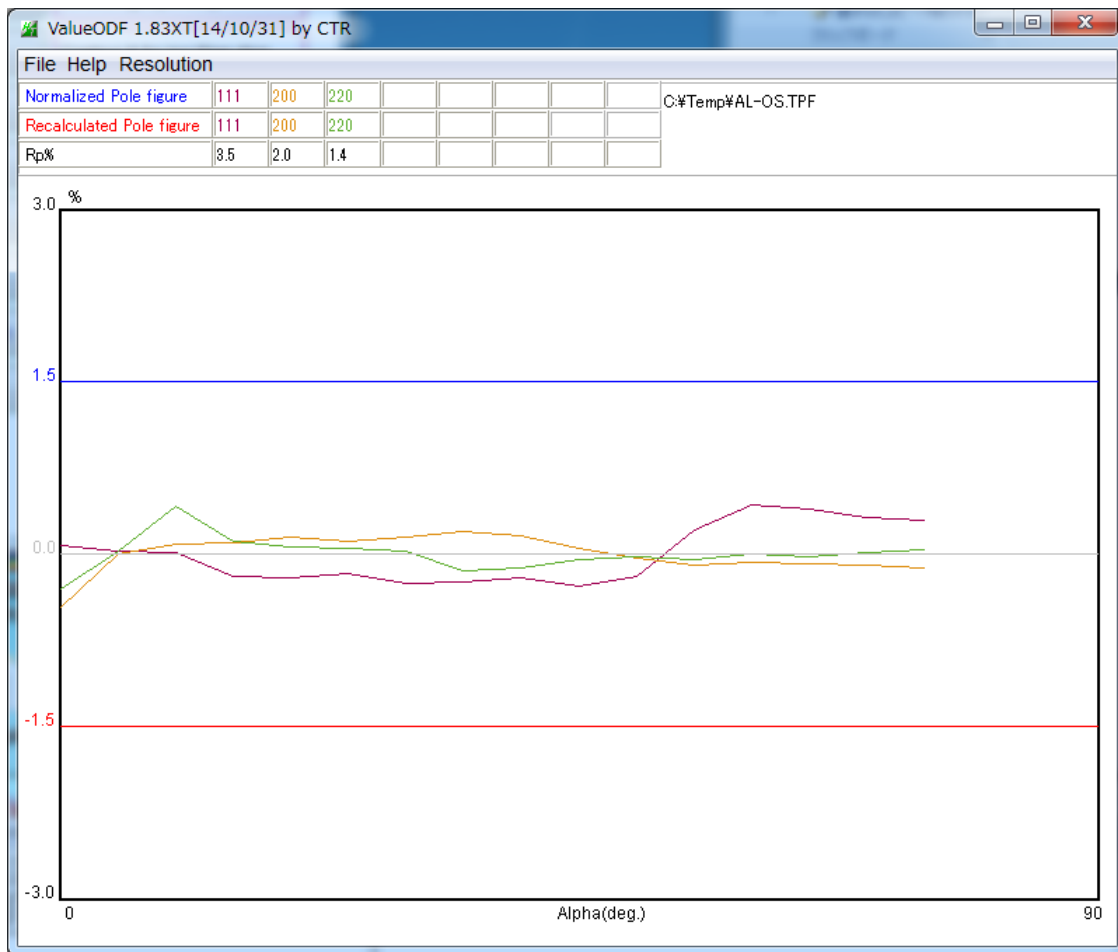 ValueODF 1.83XT[14/10/31] by CTR
File Help Resolution
Normalized Pole figure 111 200 220
C:¥Temp¥AL-OS.TPF
Recalculated Pole figure 111 200 220
Rp% 3.5 2.0 1.4
3.0 %
1.5
0.0
-1.5
-3.0
0 Alpha(deg.) 90